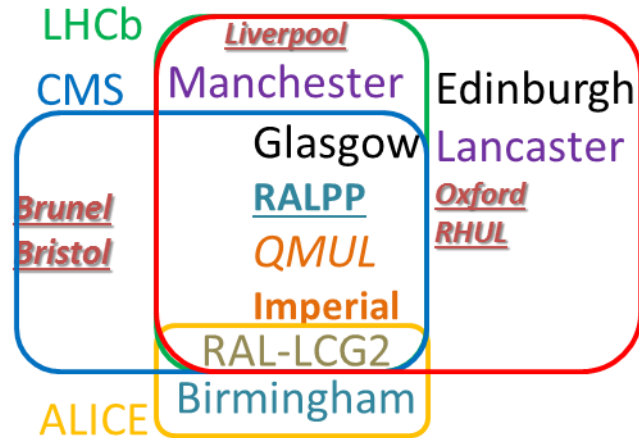 LHCb
Liverpool
CMS
Manchester
Edinburgh
Glasgow
Lancaster
Brunel
RALPP
Oxford
Bristol
QMUL
RHUL
Imperial
RAL-LCG2
Birmingham
ALICE